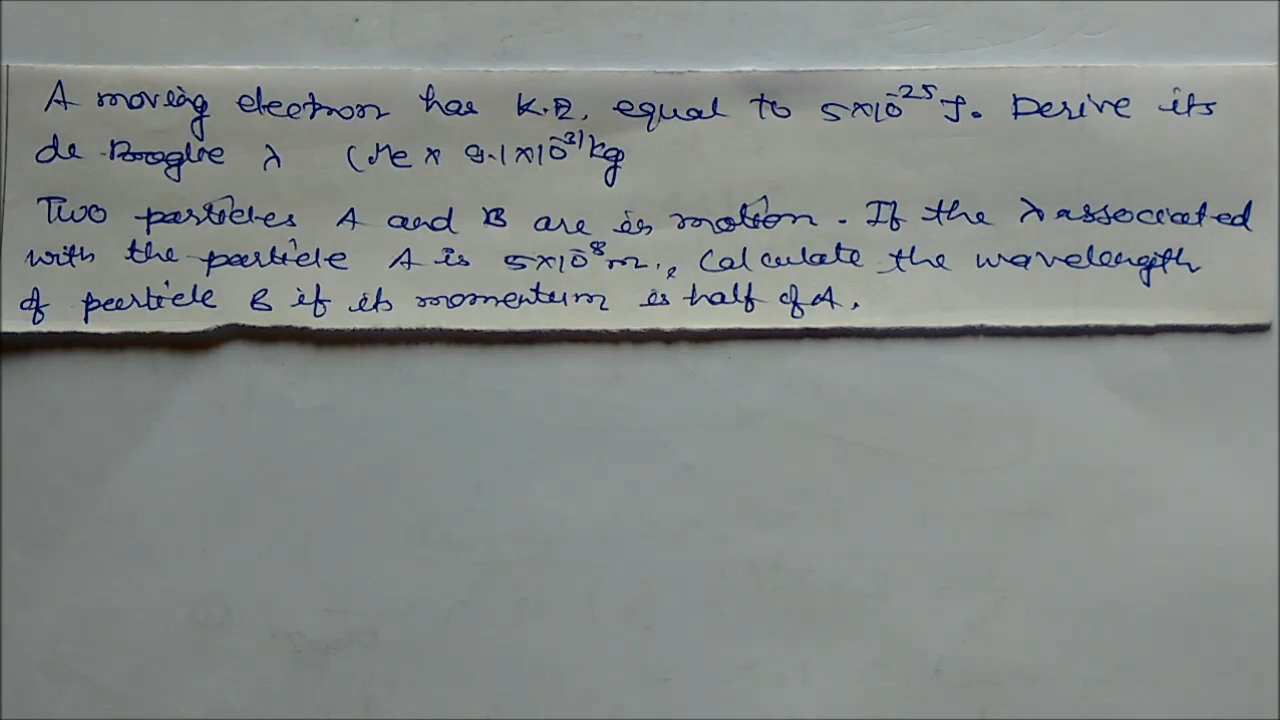 A moving electron has K.E. equal to 5×10⁻²⁵ J. Derive its
de-Broglie λ (Me × 9.1×10⁻³¹ kg
Two particles A and B are in motion. If the λ associated
with the particle A is 5×10⁻⁸ m., Calculate the wavelength
of particle B if its momentum is half of A.